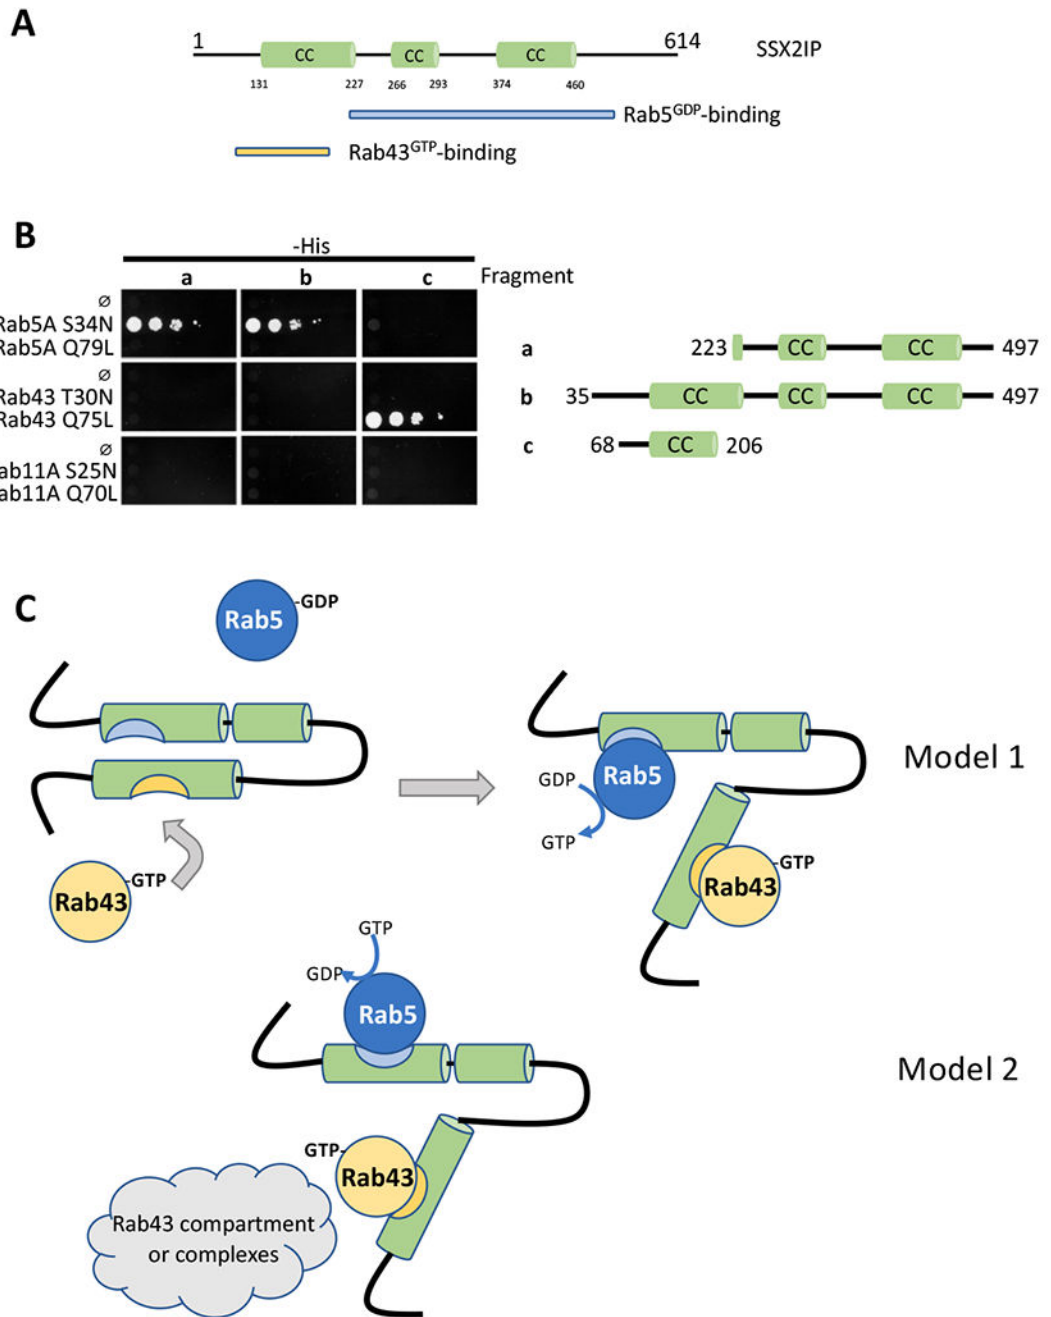 A
1 614 SSX2IP
CC CC CC
131 227 266 293 374 460
Rab5GDP-binding
Rab43GTP-binding
B
-His
a b c Fragment
∅
Rab5A S34N
Rab5A Q79L
∅
Rab43 T30N
Rab43 Q75L
∅
ab11A S25N
ab11A Q70L
a 223 CC CC 497
b 35 CC CC CC 497
c 68 CC 206
C
Rab5 -GDP
Rab43 -GTP
GDP
Rab5
GTP
Rab43 -GTP
Model 1
GTP
GDP
Rab5
GTP-
Rab43
Rab43 compartment
or complexes
Model 2